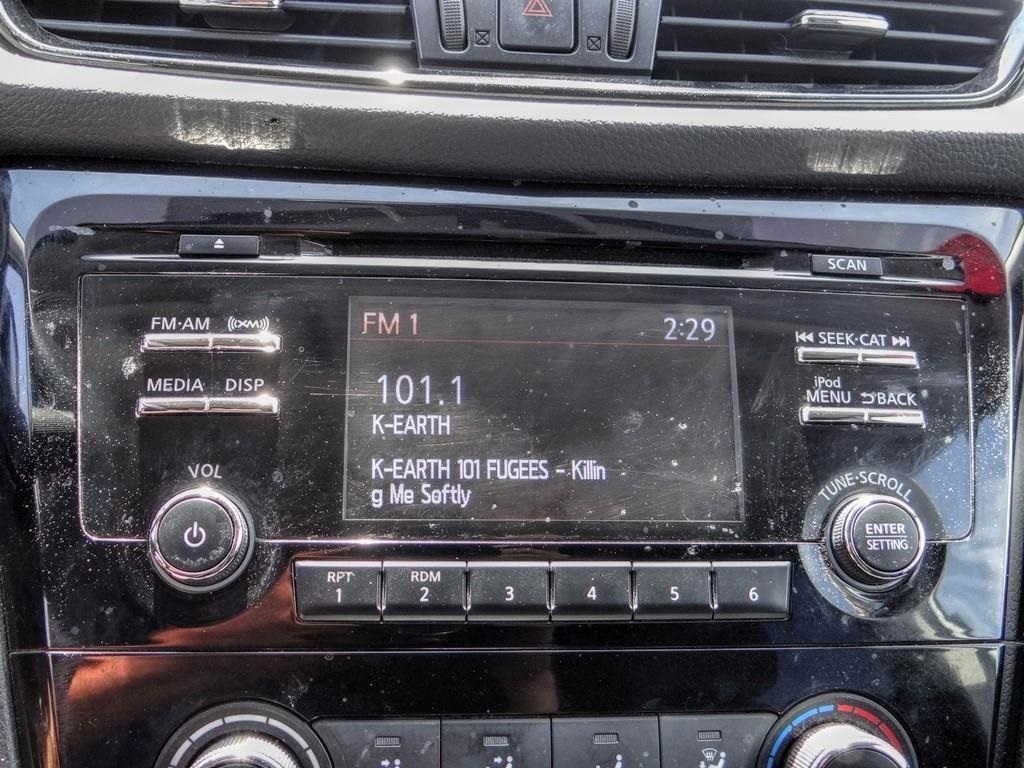 SCAN
FM·AM ((XM))
FM 1 2:29
SEEK·CAT
MEDIA DISP
101.1
iPod
MENU BACK
K-EARTH
K-EARTH 101 FUGEES - Killin
g Me Softly
VOL
TUNE·SCROLL
ENTER
SETTING
RPT RDM
1 2 3 4 5 6